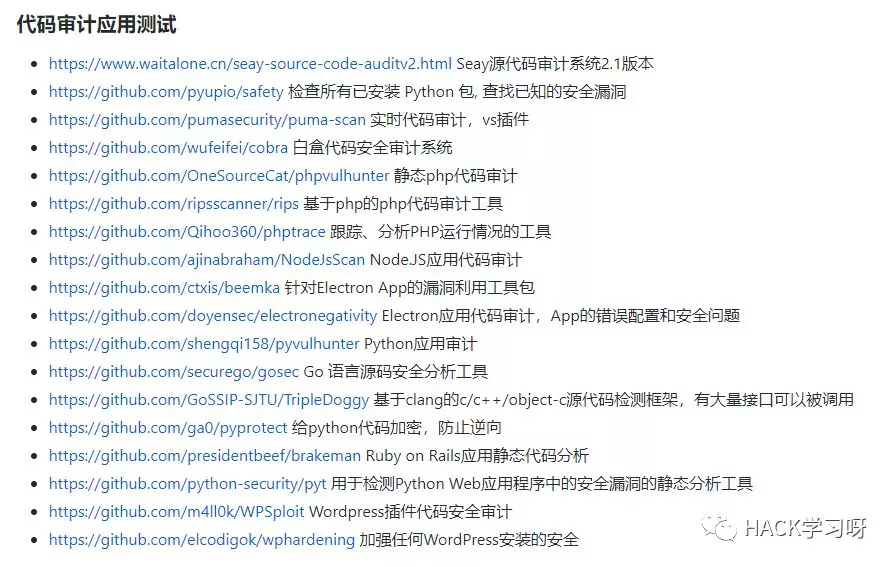 代码审计应用测试
https://www.waitalone.cn/seay-source-code-auditv2.html Seay源代码审计系统2.1版本
https://github.com/pyupio/safety 检查所有已安装 Python 包, 查找已知的安全漏洞
https://github.com/pumasecurity/puma-scan 实时代码审计，vs插件
https://github.com/wufeifei/cobra 白盒代码安全审计系统
https://github.com/OneSourceCat/phpvulhunter 静态php代码审计
https://github.com/ripsscanner/rips 基于php的php代码审计工具
https://github.com/Qihoo360/phptrace 跟踪、分析PHP运行情况的工具
https://github.com/ajinabraham/NodeJsScan NodeJS应用代码审计
https://github.com/ctxis/beemka 针对Electron App的漏洞利用工具包
https://github.com/doyensec/electronegativity Electron应用代码审计，App的错误配置和安全问题
https://github.com/shengqi158/pyvulhunter Python应用审计
https://github.com/securego/gosec Go 语言源码安全分析工具
https://github.com/GoSSIP-SJTU/TripleDoggy 基于clang的c/c++/object-c源代码检测框架，有大量接口可以被调用
https://github.com/ga0/pyprotect 给python代码加密，防止逆向
https://github.com/presidentbeef/brakeman Ruby on Rails应用静态代码分析
https://github.com/python-security/pyt 用于检测Python Web应用程序中的安全漏洞的静态分析工具
https://github.com/m4ll0k/WPSploit Wordpress插件代码安全审计
https://github.com/elcodigok/wphardening 加强任何WordPress安装的安全
HACK学习呀